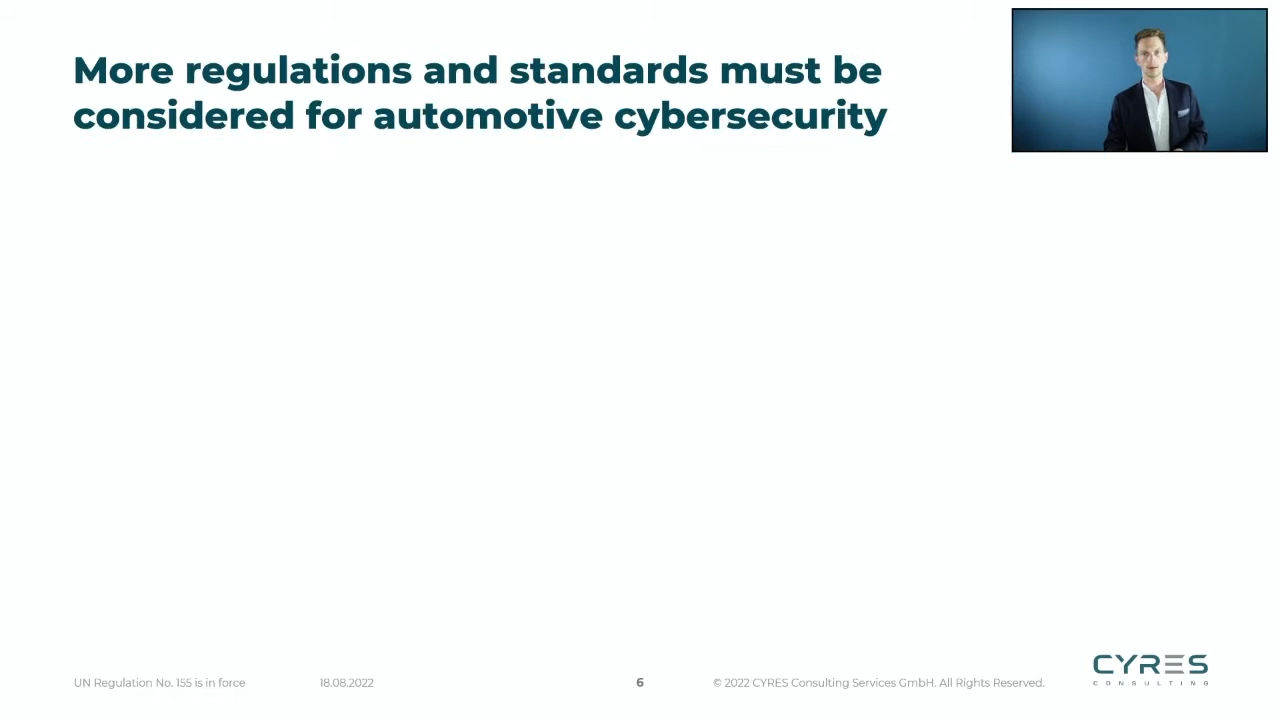 More regulations and standards must be
considered for automotive cybersecurity
UN Regulation No. 155 is in force
18.08.2022
6
© 2022 CYRES Consulting Services GmbH. All Rights Reserved.
CYRES
CONSULTING